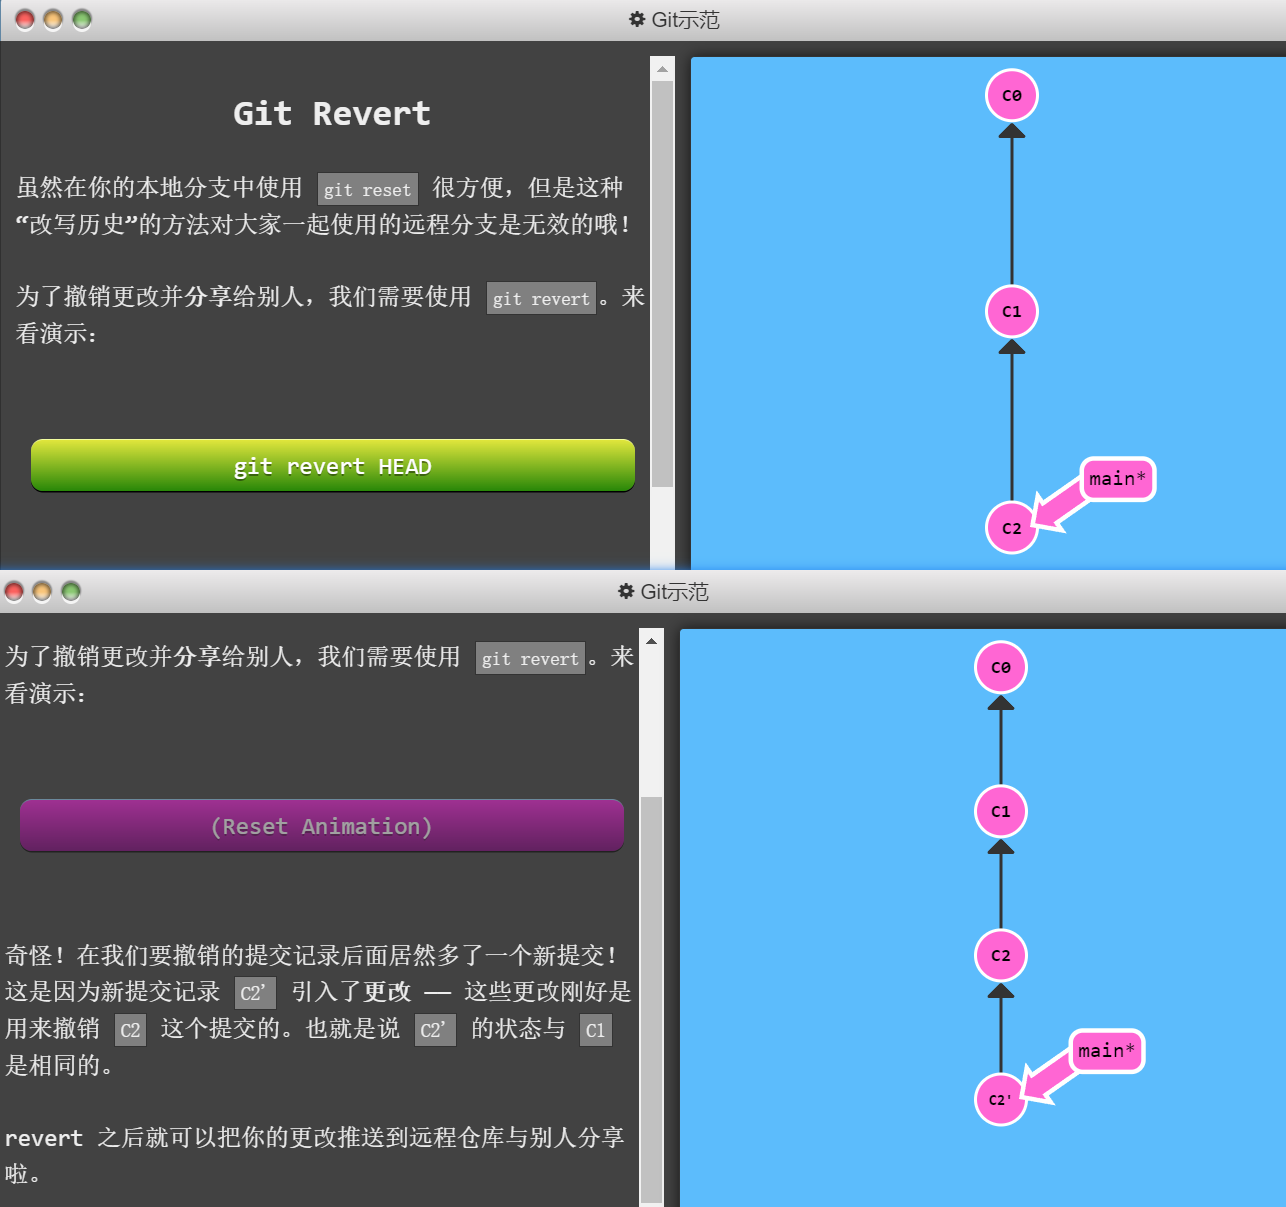 Git示范
Git Revert
虽然在你的本地分支中使用 git reset 很方便，但是这种
“改写历史”的方法对大家一起使用的远程分支是无效的哦！
为了撤销更改并分享给别人，我们需要使用 git revert。来
看演示：
git revert HEAD
C0
C1
main*
C2
Git示范
为了撤销更改并分享给别人，我们需要使用 git revert。来
看演示：
(Reset Animation)
奇怪！在我们要撤销的提交记录后面居然多了一个新提交！
这是因为新提交记录 C2' 引入了更改 —— 这些更改刚好是
用来撤销 C2 这个提交的。也就是说 C2' 的状态与 C1
是相同的。
revert 之后就可以把你的更改推送到远程仓库与别人分享
啦。
C0
C1
C2
main*
C2'